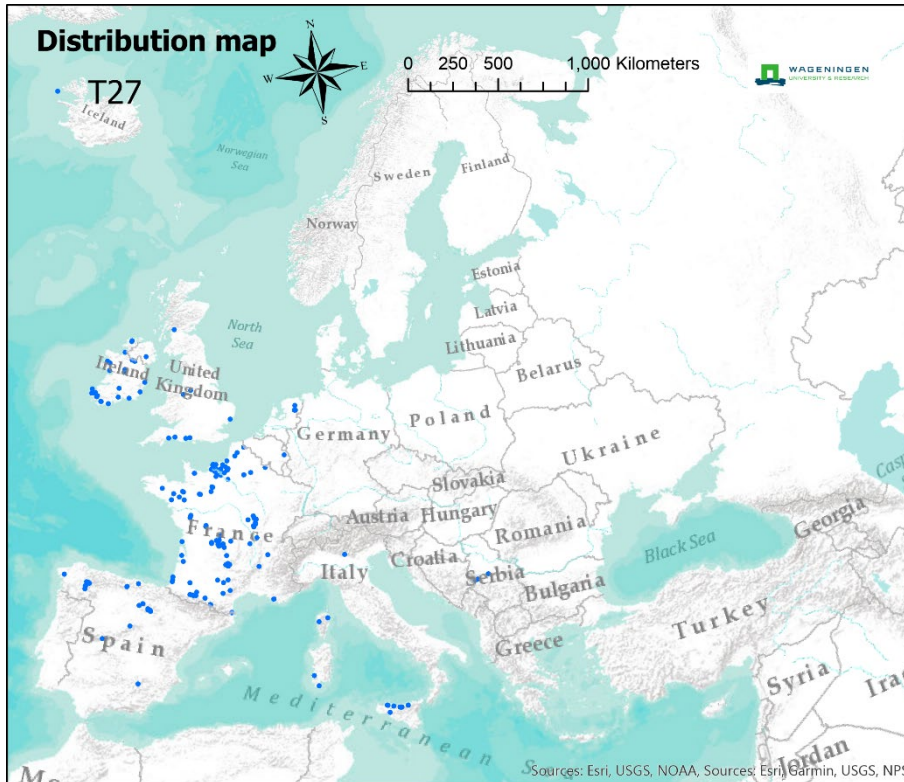 Distribution map
T27
N
W E
S
0 250 500 1,000 Kilometers
WAGENINGEN
UNIVERSITY & RESEARCH
Iceland
Norwegian
Sea
Sweden
Finland
Norway
Estonia
Latvia
Lithuania
North
Sea
Belarus
Ireland
United
Kingdom
Poland
Germany
Ukraine
Slovakia
Austria
Hungary
France
Romania
Croatia
Italy
Serbia
Bulgaria
Black Sea
Georgia
Turkey
Greece
Spain
Syria
Mediterranean
Jordan
Sources: Esri, USGS, NOAA, Sources: Esri, Garmin, USGS, NPS